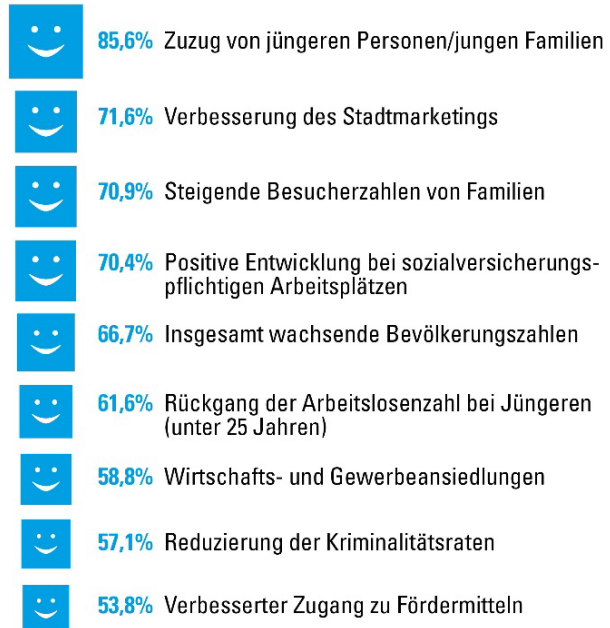 85,6% Zuzug von jüngeren Personen/jungen Familien
71,6% Verbesserung des Stadtmarketings
70,9% Steigende Besucherzahlen von Familien
70,4% Positive Entwicklung bei sozialversicherungs-
pflichtigen Arbeitsplätzen
66,7% Insgesamt wachsende Bevölkerungszahlen
61,6% Rückgang der Arbeitslosenzahl bei Jüngeren
(unter 25 Jahren)
58,8% Wirtschafts- und Gewerbeansiedlungen
57,1% Reduzierung der Kriminalitätsraten
53,8% Verbesserter Zugang zu Fördermitteln